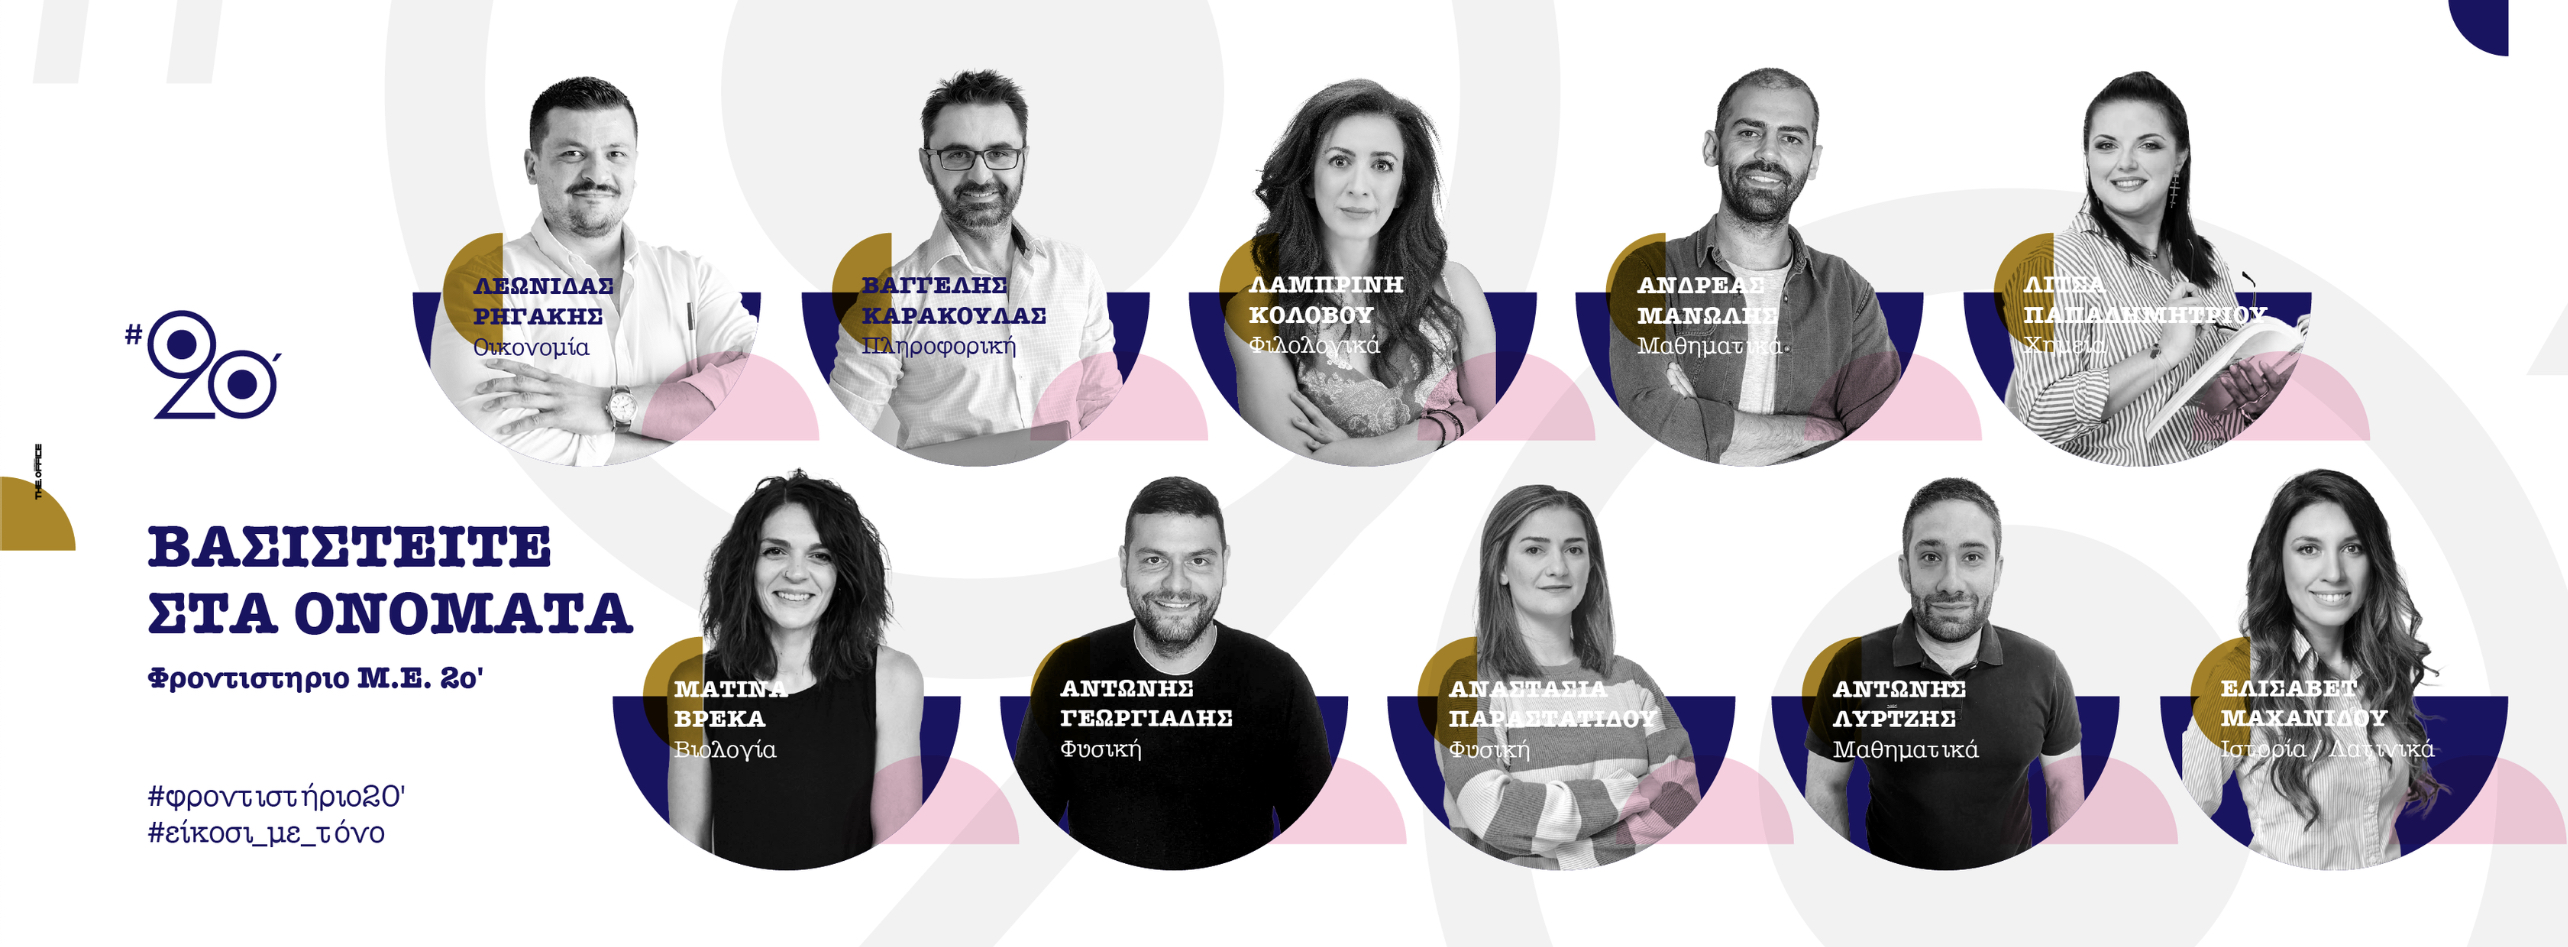 ΛΕΩΝΙΔΑΣ
ΡΗΓΑΚΗΣ
Οικονομία
ΒΑΓΓΕΛΗΣ
ΚΑΡΑΚΟΥΛΑΣ
Πληροφορική
ΛΑΜΠΡΙΝΗ
ΚΟΛΟΒΟΥ
Φιλολογικά
ΑΝΔΡΕΑΣ
ΜΑΝΩΛΗΣ
Μαθηματικά
ΛΙΤΣΑ
ΠΑΠΑΔΗΜΗΤΡΙΟΥ
Χημεία
#20'
THE OFFICE
ΒΑΣΙΣΤΕΙΤΕ
ΣΤΑ ΟΝΟΜΑΤΑ
Φροντιστηριο Μ.Ε. 2ο'
#φροντιστήριο20'
#είκοσι_με_τόνο
ΜΑΤΙΝΑ
ΒΡΕΚΑ
Βιολογία
ΑΝΤΩΝΗΣ
ΓΕΩΡΓΙΑΔΗΣ
Φυσική
ΑΝΑΣΤΑΣΙΑ
ΠΑΡΑΣΤΑΤΙΔΟΥ
Φυσική
ΑΝΤΩΝΗΣ
ΛΥΡΤΖΗΣ
Μαθηματικά
ΕΛΙΣΑΒΕΤ
ΜΑΧΑΝΙΔΟΥ
Ιστορία / Λατινικά